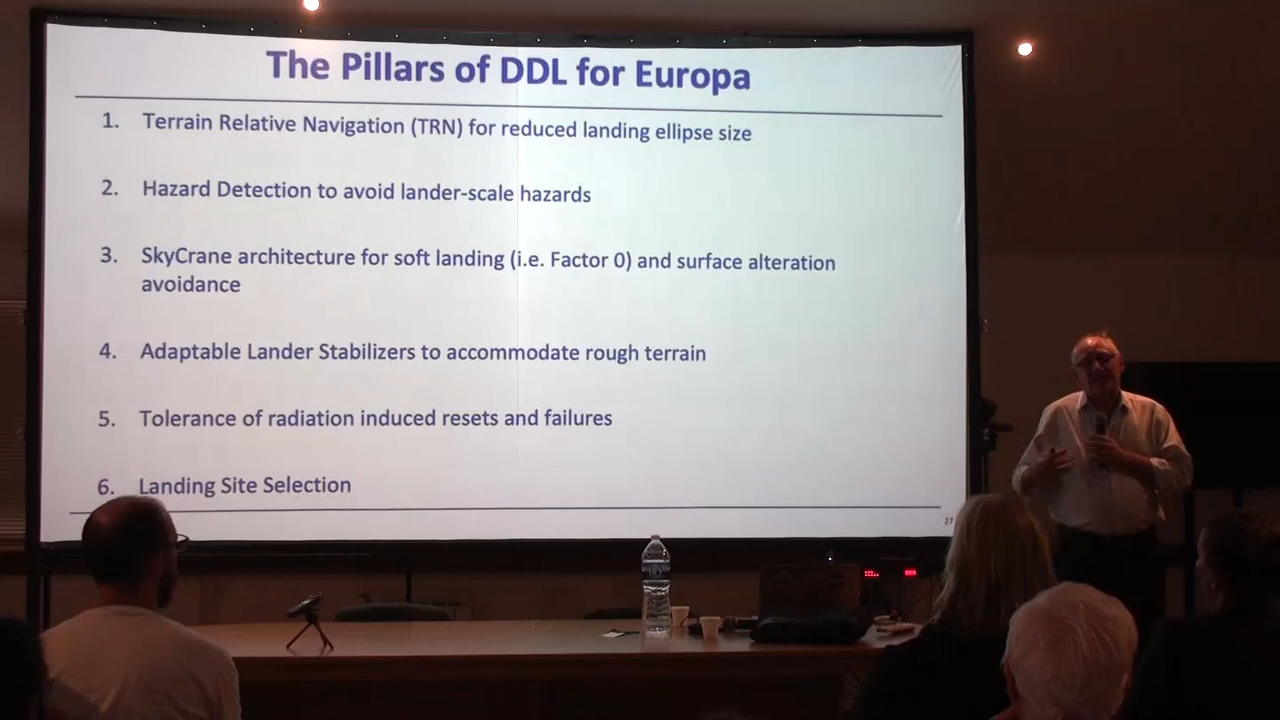 The Pillars of DDL for Europa
1. Terrain Relative Navigation (TRN) for reduced landing ellipse size
2. Hazard Detection to avoid lander-scale hazards
3. SkyCrane architecture for soft landing (i.e. Factor 0) and surface alteration
avoidance
4. Adaptable Lander Stabilizers to accommodate rough terrain
5. Tolerance of radiation induced resets and failures
6. Landing Site Selection
27